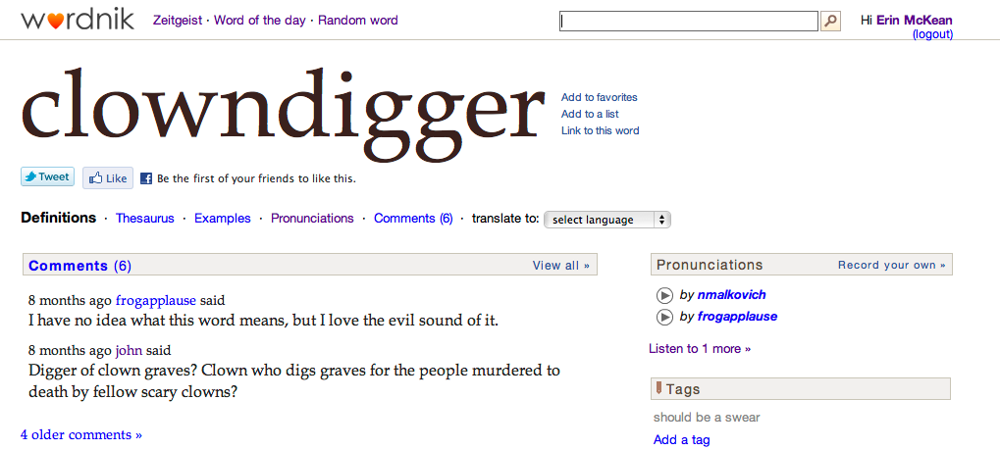 wordnik Zeitgeist · Word of the day · Random word Hi Erin McKean
(logout)
clowndigger
Add to favorites
Add to a list
Link to this word
Tweet Like Be the first of your friends to like this.
Definitions · Thesaurus · Examples · Pronunciations · Comments (6) · translate to: select language
Comments (6) View all »
8 months ago frogapplause said
I have no idea what this word means, but I love the evil sound of it.
8 months ago john said
Digger of clown graves? Clown who digs graves for the people murdered to
death by fellow scary clowns?
4 older comments »
Pronunciations Record your own »
by nmalkovich
by frogapplause
Listen to 1 more »
Tags
should be a swear
Add a tag